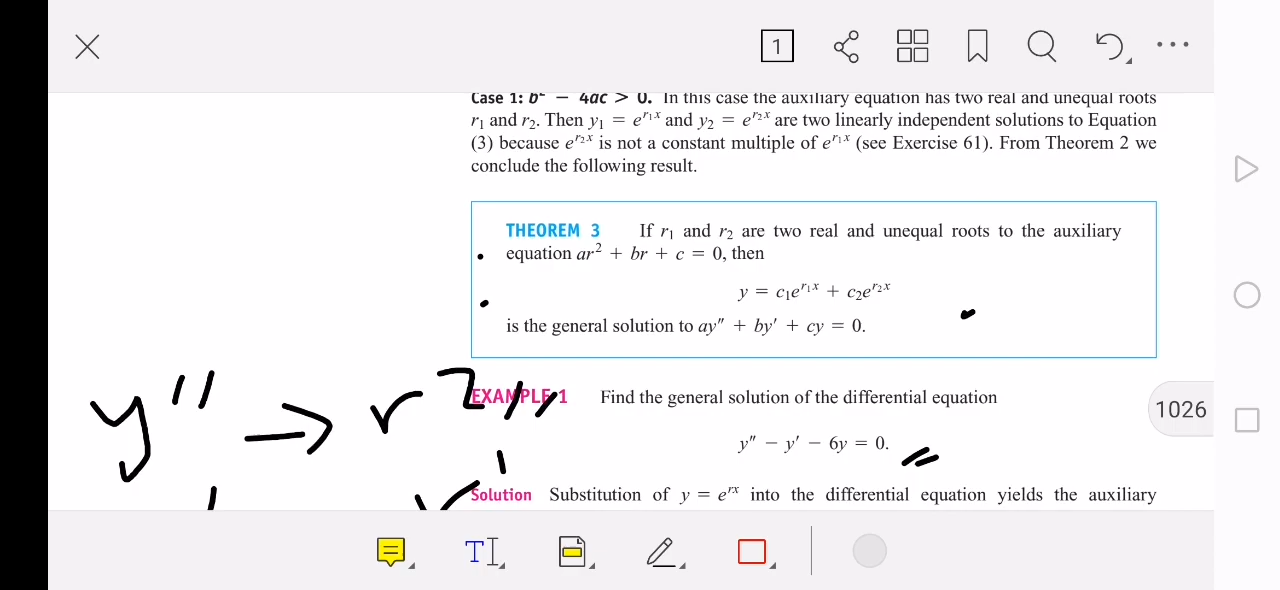 1
Case 1: b² − 4ac > 0. In this case the auxiliary equation has two real and unequal roots
r₁ and r₂. Then y₁ = e^{r₁x} and y₂ = e^{r₂x} are two linearly independent solutions to Equation
(3) because e^{r₂x} is not a constant multiple of e^{r₁x} (see Exercise 61). From Theorem 2 we
conclude the following result.
THEOREM 3 If r₁ and r₂ are two real and unequal roots to the auxiliary
equation ar² + br + c = 0, then
y = c₁e^{r₁x} + c₂e^{r₂x}
is the general solution to ay″ + by′ + cy = 0.
y″ → r²
EXAMPLE 1 Find the general solution of the differential equation
1026
y″ − y′ − 6y = 0.
Solution Substitution of y = e^{rx} into the differential equation yields the auxiliary
T